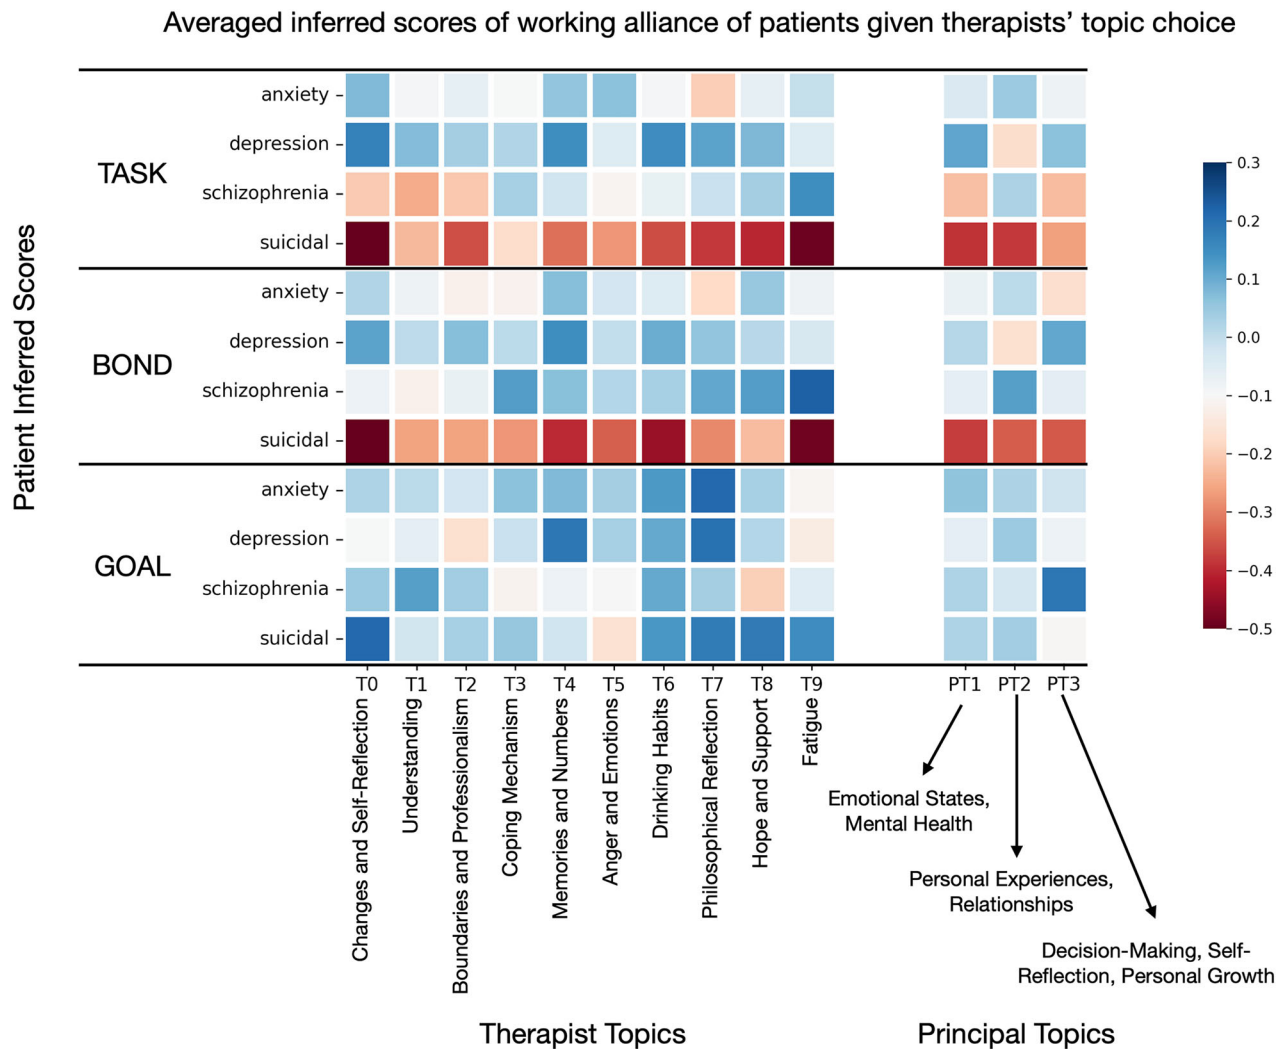 Averaged inferred scores of working alliance of patients given therapists’ topic choice
Patient Inferred Scores
TASK
anxiety
depression
schizophrenia
suicidal
BOND
anxiety
depression
schizophrenia
suicidal
GOAL
anxiety
depression
schizophrenia
suicidal
0.3
0.2
0.1
0.0
−0.1
−0.2
−0.3
−0.4
−0.5
T0 T1 T2 T3 T4 T5 T6 T7 T8 T9 PT1 PT2 PT3
Changes and Self-Reflection
Understanding
Boundaries and Professionalism
Coping Mechanism
Memories and Numbers
Anger and Emotions
Drinking Habits
Philosophical Reflection
Hope and Support
Fatigue
Emotional States,
Mental Health
Personal Experiences,
Relationships
Decision-Making, Self-
Reflection, Personal Growth
Therapist Topics
Principal Topics